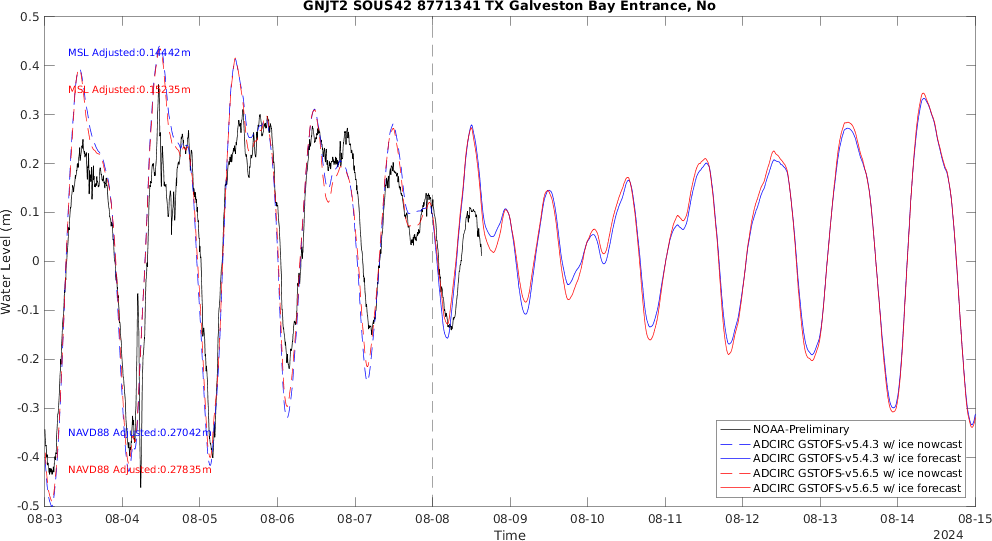 GNJT2 SOUS42 8771341 TX Galveston Bay Entrance, No
0.5
0.4
0.3
0.2
0.1
0
-0.1
-0.2
-0.3
-0.4
-0.5
Water Level (m)
MSL Adjusted:0.14442m
MSL Adjusted:0.15235m
NAVD88 Adjusted:0.27042m
NAVD88 Adjusted:0.27835m
NOAA-Preliminary
ADCIRC GSTOFS-v5.4.3 w/ ice nowcast
ADCIRC GSTOFS-v5.4.3 w/ ice forecast
ADCIRC GSTOFS-v5.6.5 w/ ice nowcast
ADCIRC GSTOFS-v5.6.5 w/ ice forecast
08-03 08-04 08-05 08-06 08-07 08-08 08-09 08-10 08-11 08-12 08-13 08-14 08-15
Time
2024